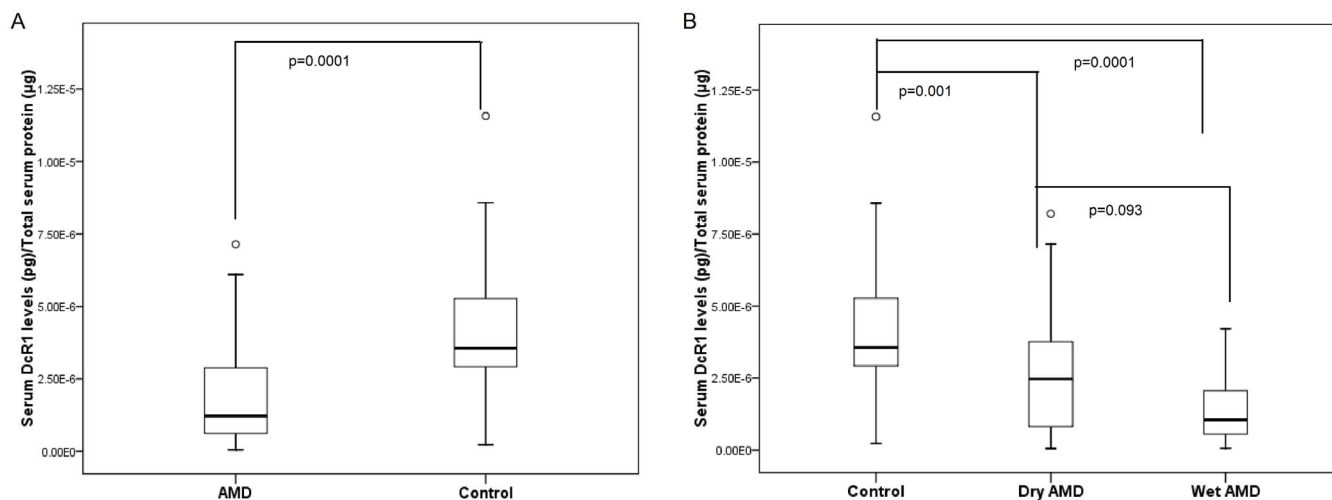 A
Serum DcR1 levels (pg)/Total serum protein (µg)
1.25E-5
1.00E-5
7.50E-6
5.00E-6
2.50E-6
0.00E0
p=0.0001
AMD
Control
B
Serum DcR1 levels (pg)/Total serum protein (µg)
1.25E-5
1.00E-5
7.50E-6
5.00E-6
2.50E-6
0.00E0
p=0.0001
p=0.001
p=0.093
Control
Dry AMD
Wet AMD